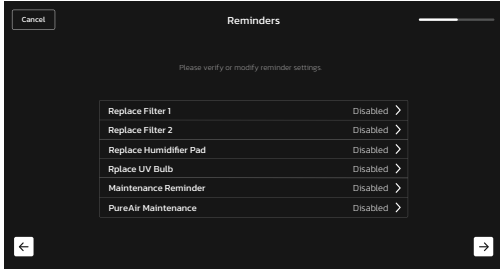 Cancel
Reminders
Please verify or modify reminder settings.
Replace Filter 1 Disabled
Replace Filter 2 Disabled
Replace Humidifier Pad Disabled
Rplace UV Bulb Disabled
Maintenance Reminder Disabled
PureAir Maintenance Disabled